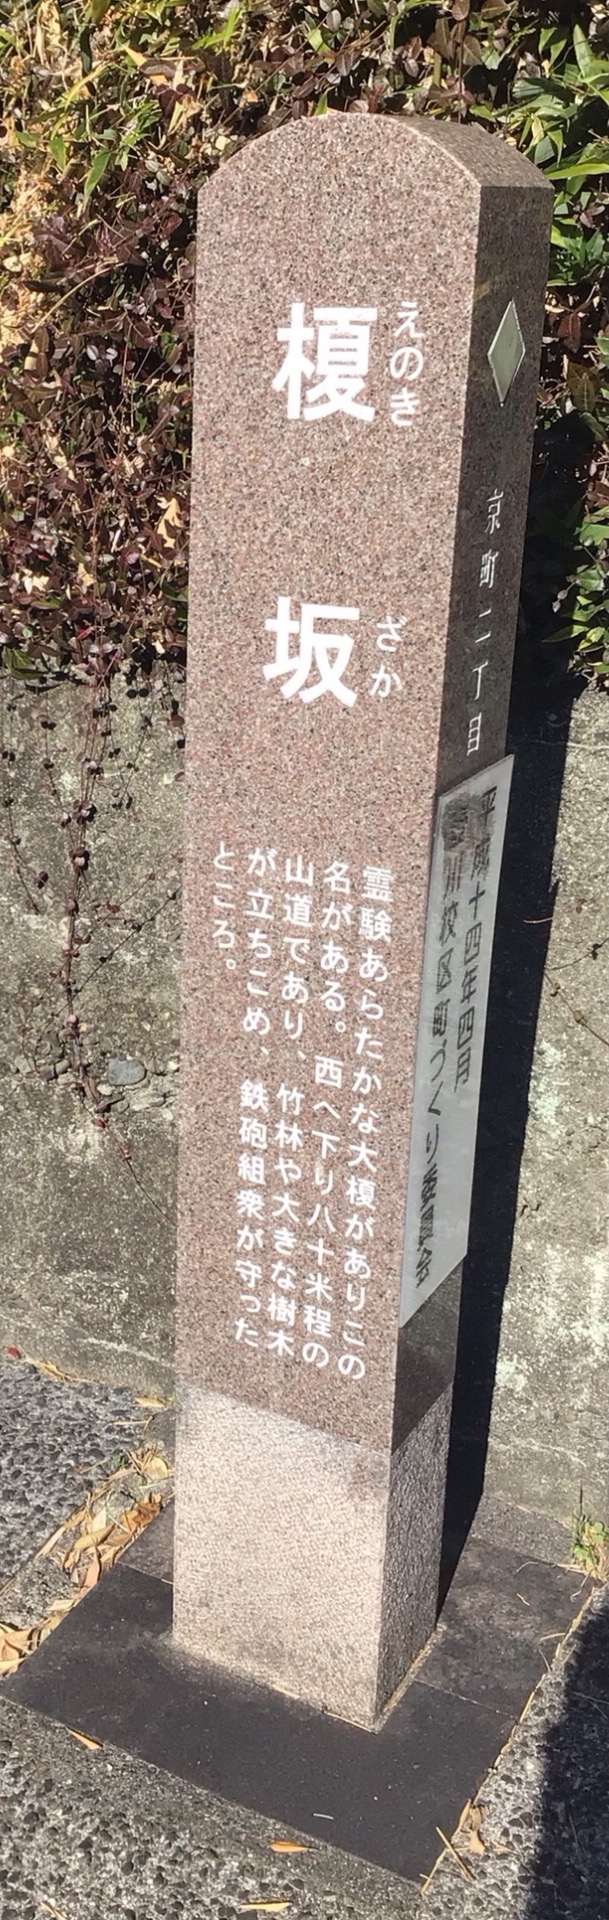 榎坂
えのきざか
霊験あらたかな大榎がありこの
名がある。西へ下り八十米程の
山道であり、竹林や大きな樹木
が立ちこめ、鉄砲組衆が守った
ところ。
京町二丁目
平成十四年四月
川校区町づくり委員会